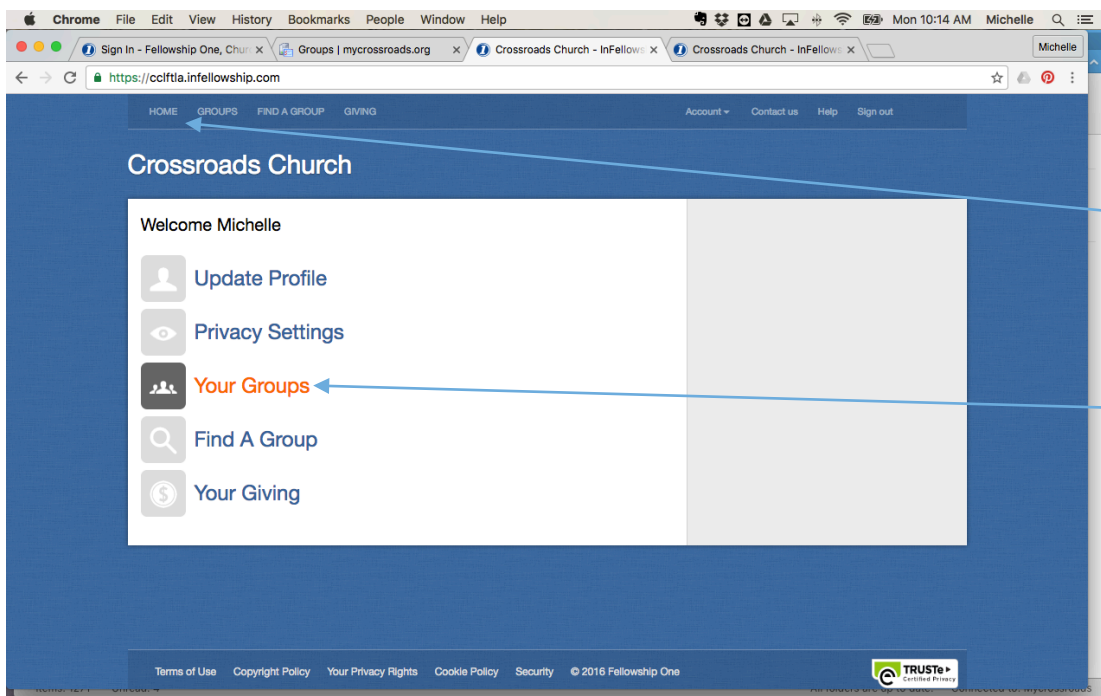 Chrome File Edit View History Bookmarks People Window Help Mon 10:14 AM Michelle
Sign In - Fellowship One, Chur × Groups | mycrossroads.org × Crossroads Church - InFellows × Crossroads Church - InFellows × Michelle
https://cclftla.infellowship.com
HOME GROUPS FIND A GROUP GIVING Account Contact us Help Sign out
Crossroads Church
Welcome Michelle
Update Profile
Privacy Settings
Your Groups
Find A Group
Your Giving
Terms of Use Copyright Policy Your Privacy Rights Cookie Policy Security © 2016 Fellowship One TRUSTe
Certified Privacy